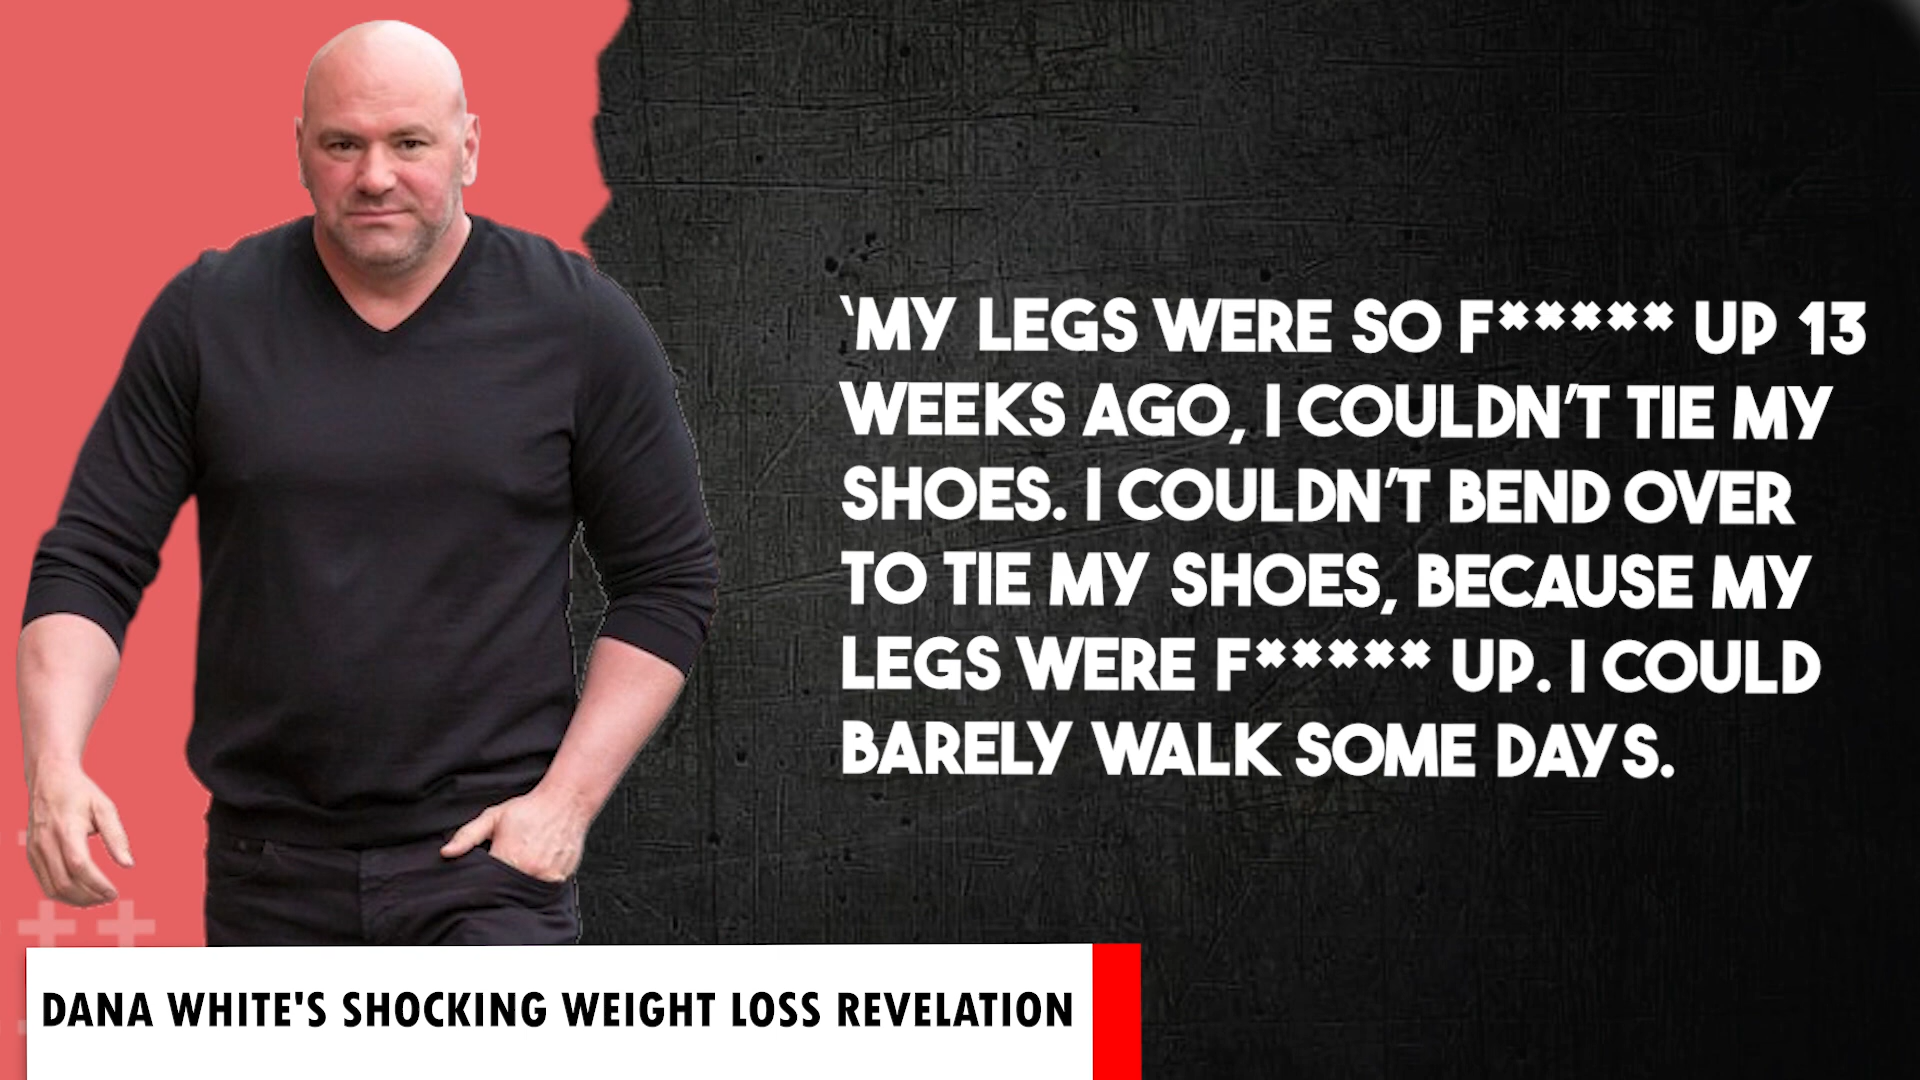 ‘MY LEGS WERE SO F***** UP 13
WEEKS AGO, I COULDN’T TIE MY
SHOES. I COULDN’T BEND OVER
TO TIE MY SHOES, BECAUSE MY
LEGS WERE F***** UP. I COULD
BARELY WALK SOME DAYS.
DANA WHITE'S SHOCKING WEIGHT LOSS REVELATION